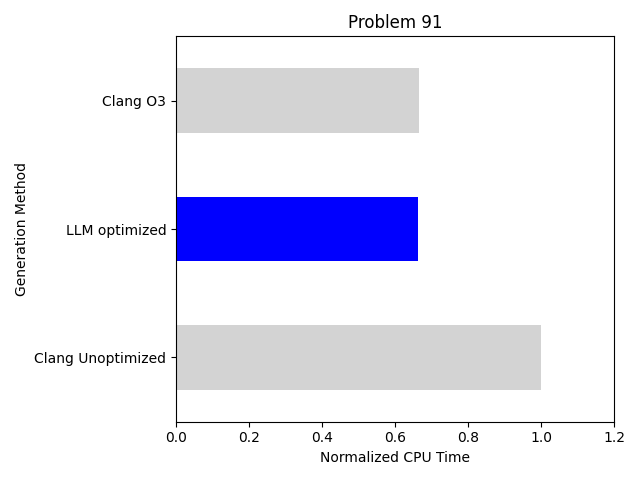 Problem 91
Generation Method
Clang O3
LLM optimized
Clang Unoptimized
0.0 0.2 0.4 0.6 0.8 1.0 1.2
Normalized CPU Time